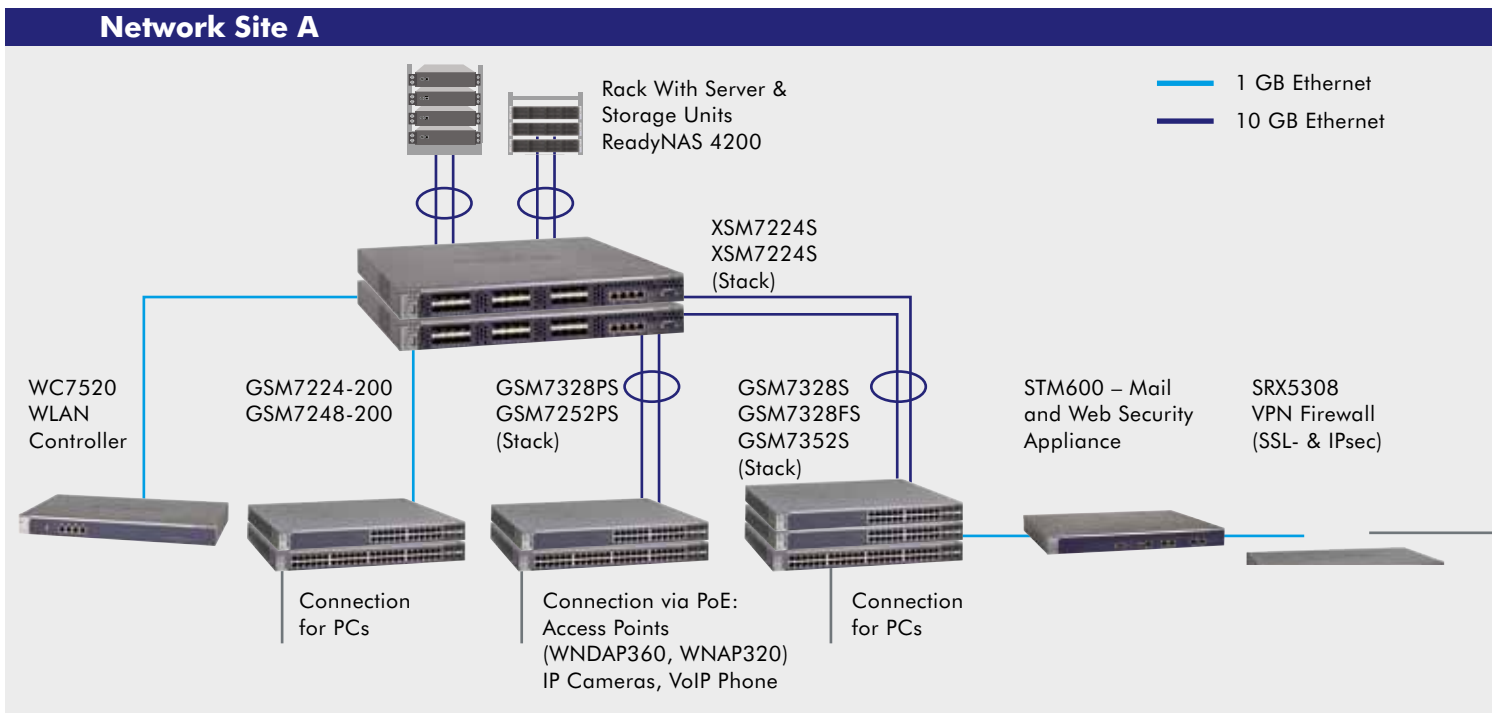 Network Site A
Rack With Server &
Storage Units
ReadyNAS 4200
1 GB Ethernet
10 GB Ethernet
XSM7224S
XSM7224S
(Stack)
WC7520
WLAN
Controller
GSM7224-200
GSM7248-200
GSM7328PS
GSM7252PS
(Stack)
GSM7328S
GSM7328FS
GSM7352S
(Stack)
STM600 – Mail
and Web Security
Appliance
SRX5308
VPN Firewall
(SSL- & IPsec)
Connection
for PCs
Connection via PoE:
Access Points
(WNDAP360, WNAP320)
IP Cameras, VoIP Phone
Connection
for PCs